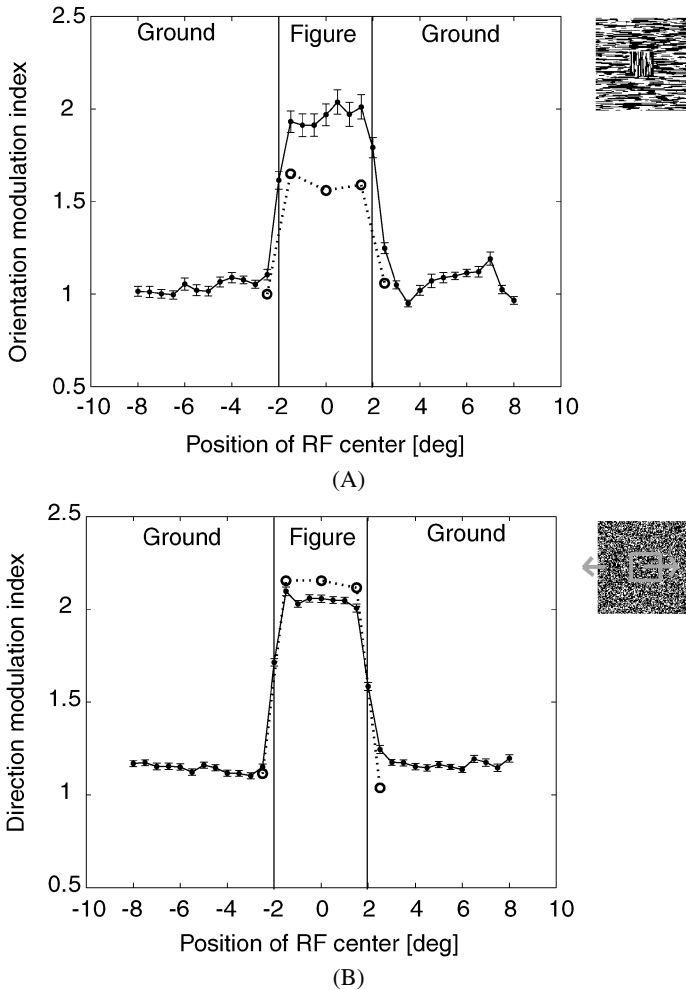 2.5
Ground
Figure
Ground
2
1.5
1
0.5
Orientation modulation index
-10 -8 -6 -4 -2 0 2 4 6 8 10
Position of RF center [deg]
(A)
2.5
Ground
Figure
Ground
2
1.5
1
0.5
Direction modulation index
-10 -8 -6 -4 -2 0 2 4 6 8 10
Position of RF center [deg]
(B)